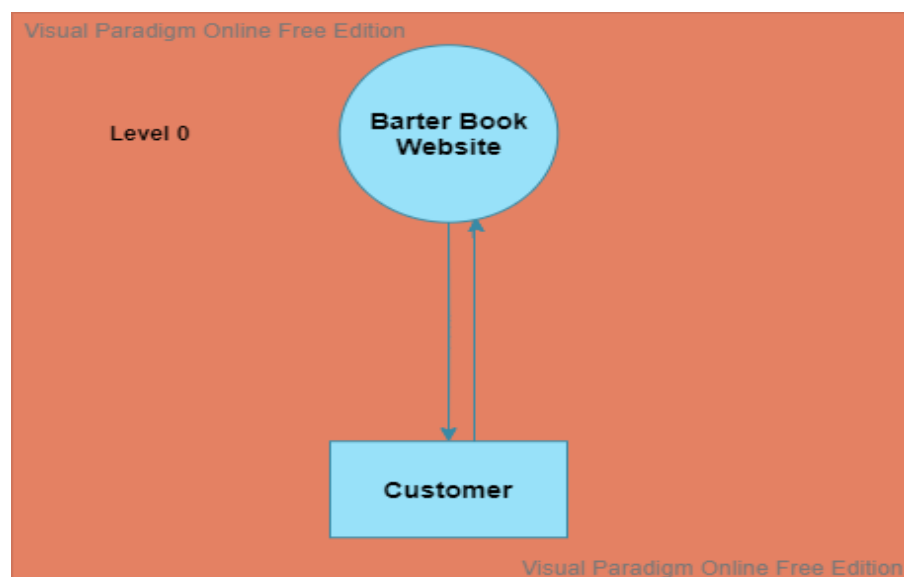 Visual Paradigm Online Free Edition
Barter Book
Website
Level 0
Customer
Visual Paradigm Online Free Edition